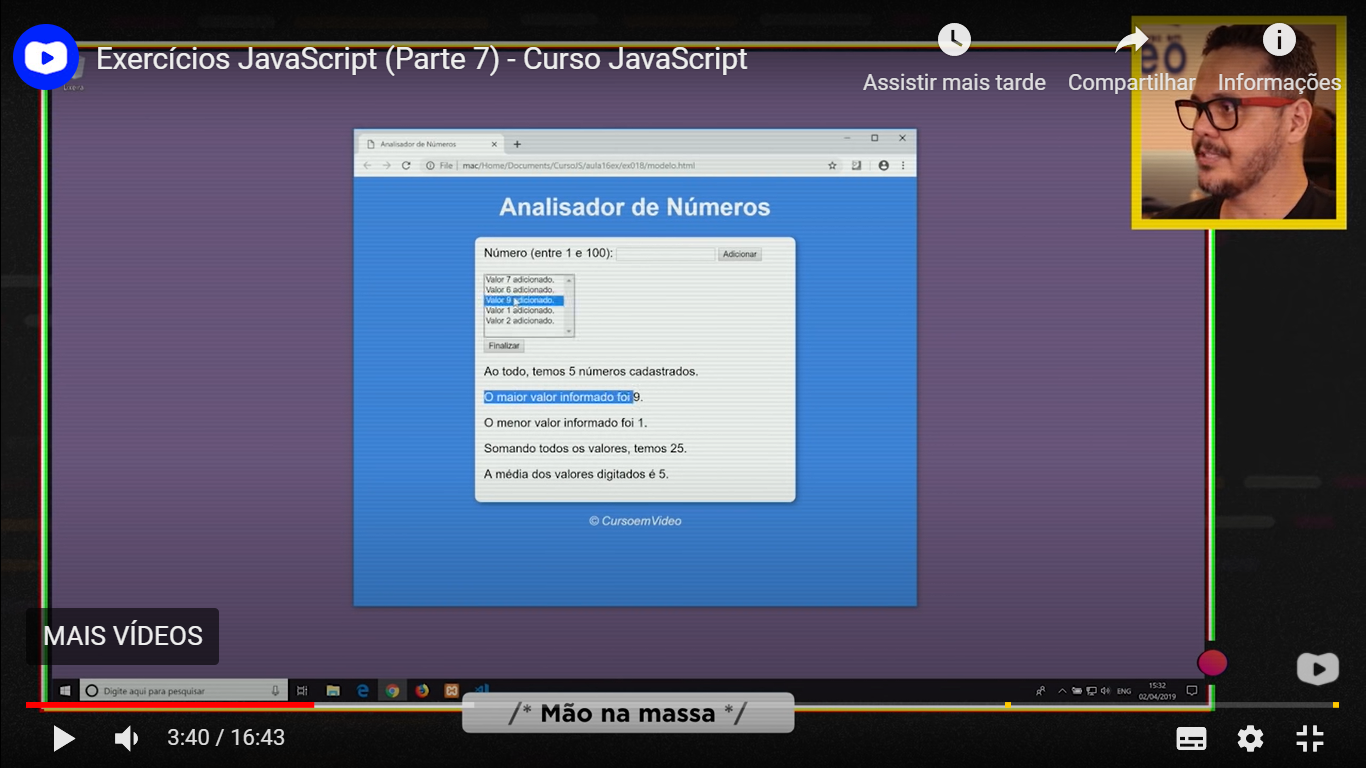 Exercícios JavaScript (Parte 7) - Curso JavaScript
Assistir mais tarde
Compartilhar
Informações
Analisador de Números
File | mac/Home/Documents/CursoJS/aula16ex/ex018/modelo.html
Analisador de Números
Número (entre 1 e 100):
Adicionar
Valor 7 adicionado.
Valor 6 adicionado.
Valor 9 adicionado.
Valor 1 adicionado.
Valor 2 adicionado.
Finalizar
Ao todo, temos 5 números cadastrados.
O maior valor informado foi 9.
O menor valor informado foi 1.
Somando todos os valores, temos 25.
A média dos valores digitados é 5.
© CursoemVideo
MAIS VÍDEOS
Digite aqui para pesquisar
ENG
15:32
02/04/2019
/* Mão na massa */
3:40 / 16:43